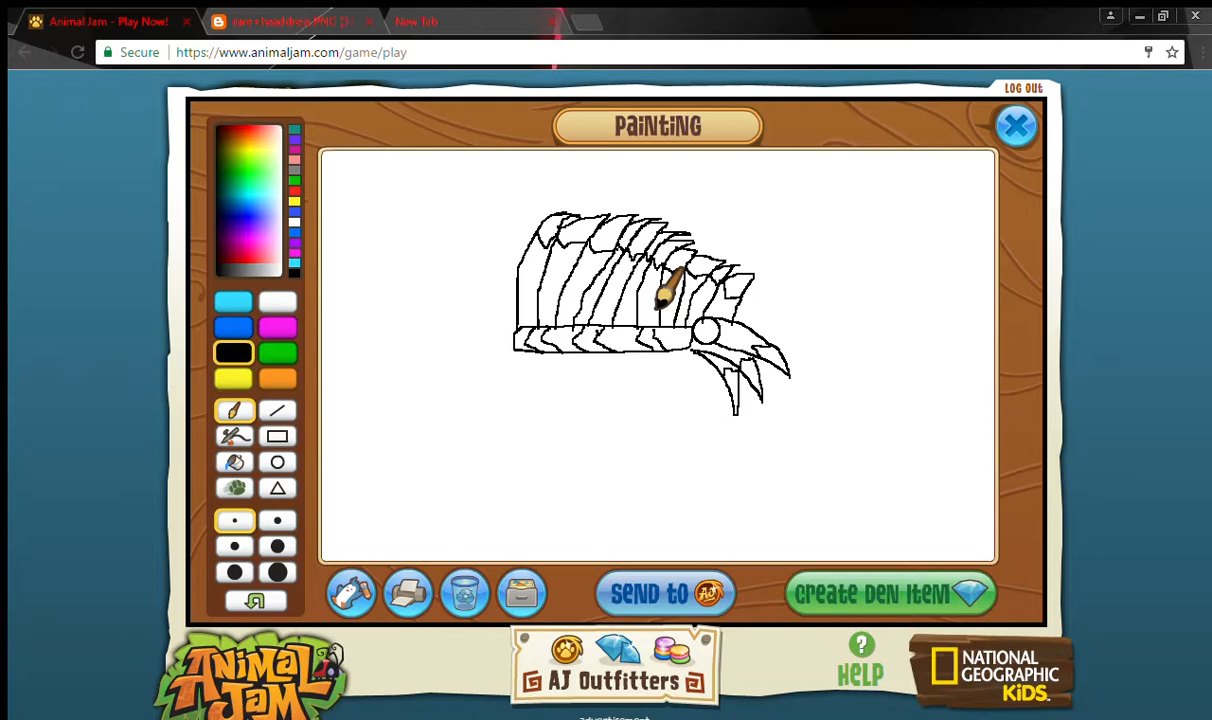 Animal Jam - Play Now!
New Tab
Secure https://www.animaljam.com/game/play
LOG OUT
PAINTING
SEND TO AJ
CREATE DEN ITEM
ANIMAL JAM
AJ Outfitters
? HELP
NATIONAL GEOGRAPHIC KiDS
advertisement